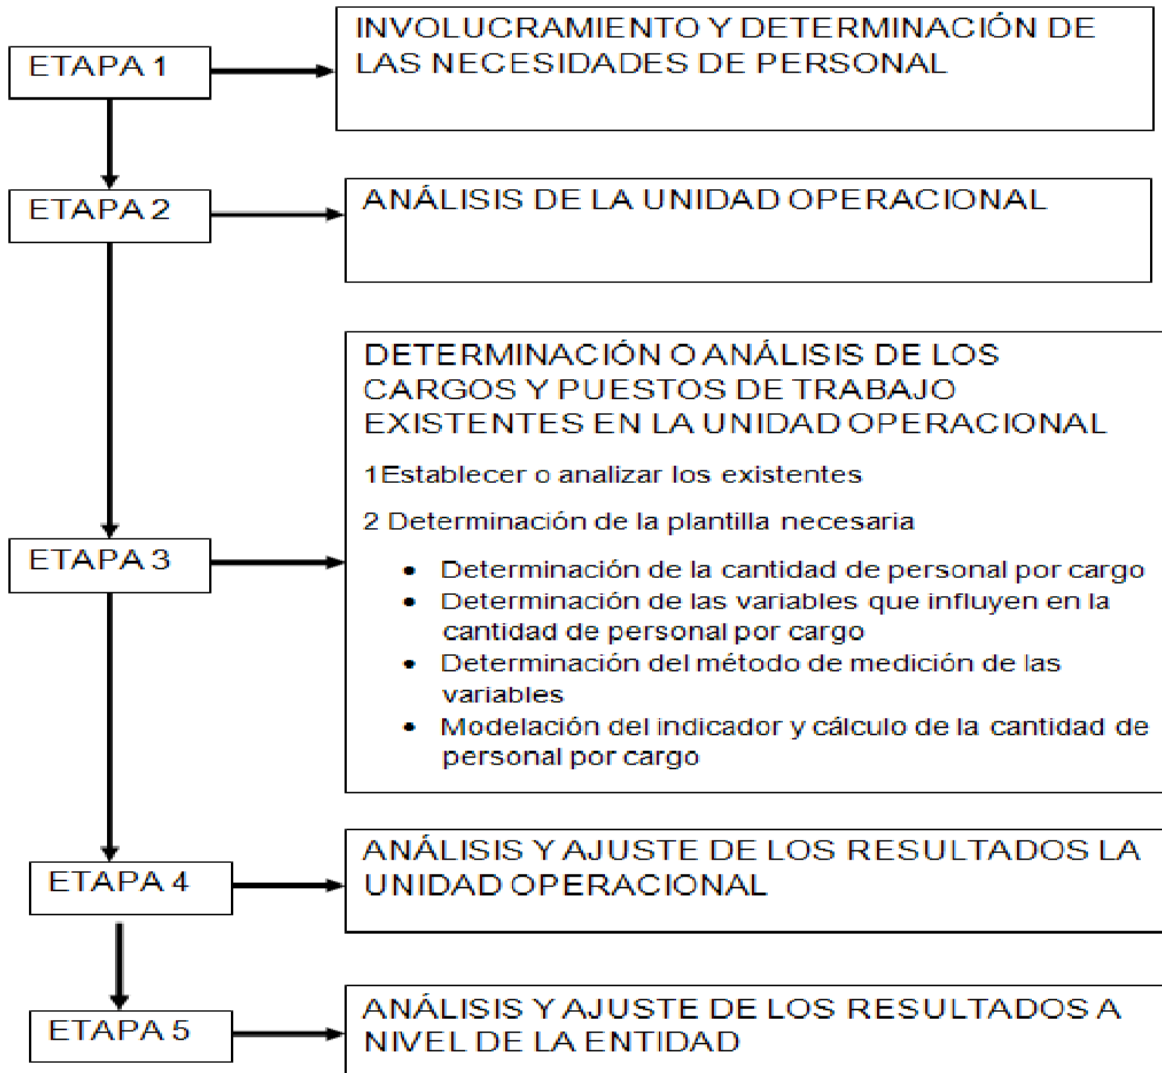 ETAPA 1
INVOLUCRAMIENTO Y DETERMINACIÓN DE
LAS NECESIDADES DE PERSONAL
ETAPA 2
ANÁLISIS DE LA UNIDAD OPERACIONAL
ETAPA 3
DETERMINACIÓN O ANÁLISIS DE LOS
CARGOS Y PUESTOS DE TRABAJO
EXISTENTES EN LA UNIDAD OPERACIONAL
1Establecer o analizar los existentes
2 Determinación de la plantilla necesaria
• Determinación de la cantidad de personal por cargo
• Determinación de las variables que influyen en la
cantidad de personal por cargo
• Determinación del método de medición de las
variables
• Modelación del indicador y cálculo de la cantidad de
personal por cargo
ETAPA 4
ANÁLISIS Y AJUSTE DE LOS RESULTADOS LA
UNIDAD OPERACIONAL
ETAPA 5
ANÁLISIS Y AJUSTE DE LOS RESULTADOS A
NIVEL DE LA ENTIDAD